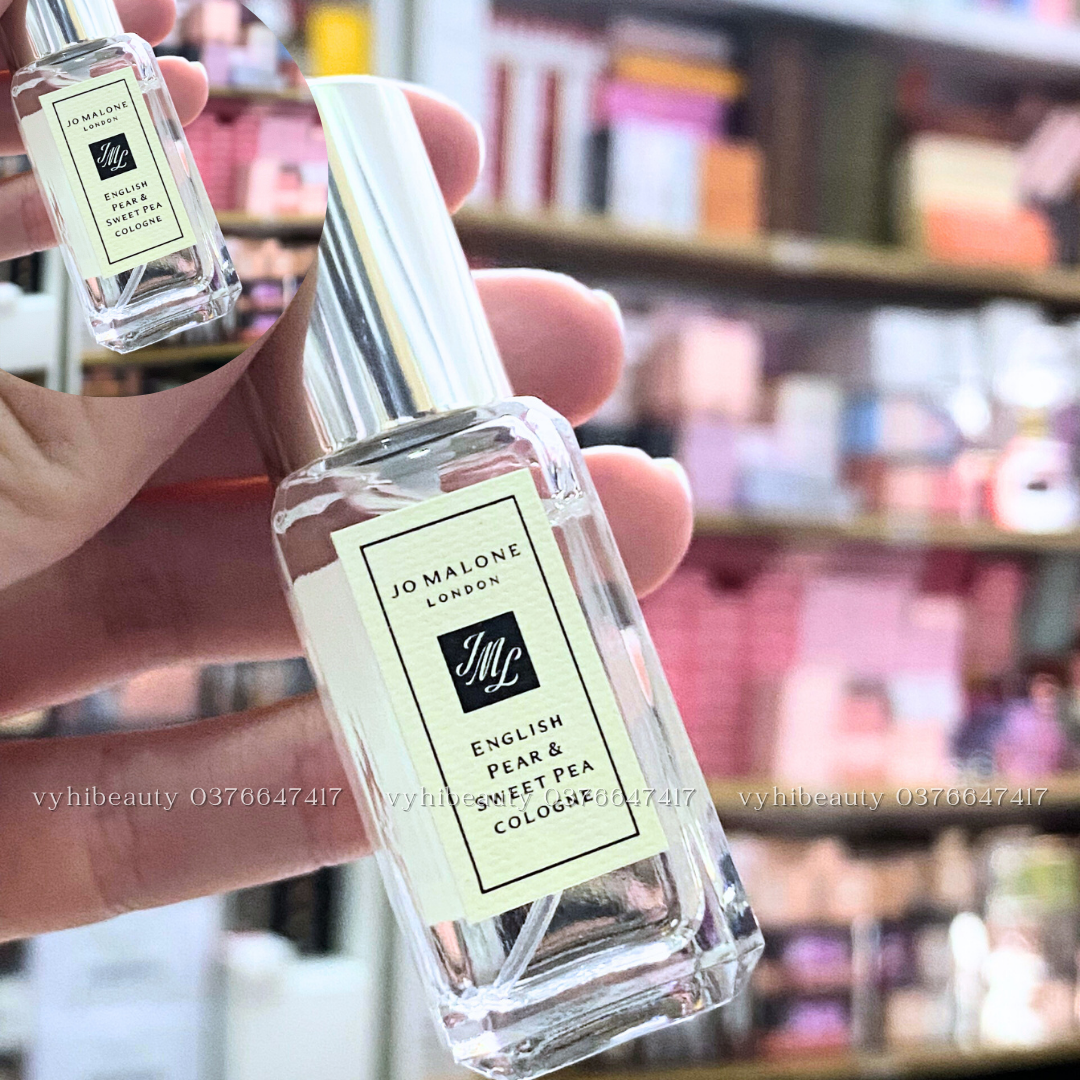 JO MALONE
LONDON
JML
ENGLISH
PEAR &
SWEET PEA
COLOGNE
JO MALONE
LONDON
JML
ENGLISH
PEAR &
SWEET PEA
COLOGNE
vyhibeauty 0376647417 vyhibeauty 0376647417 vyhibeauty 0376647417